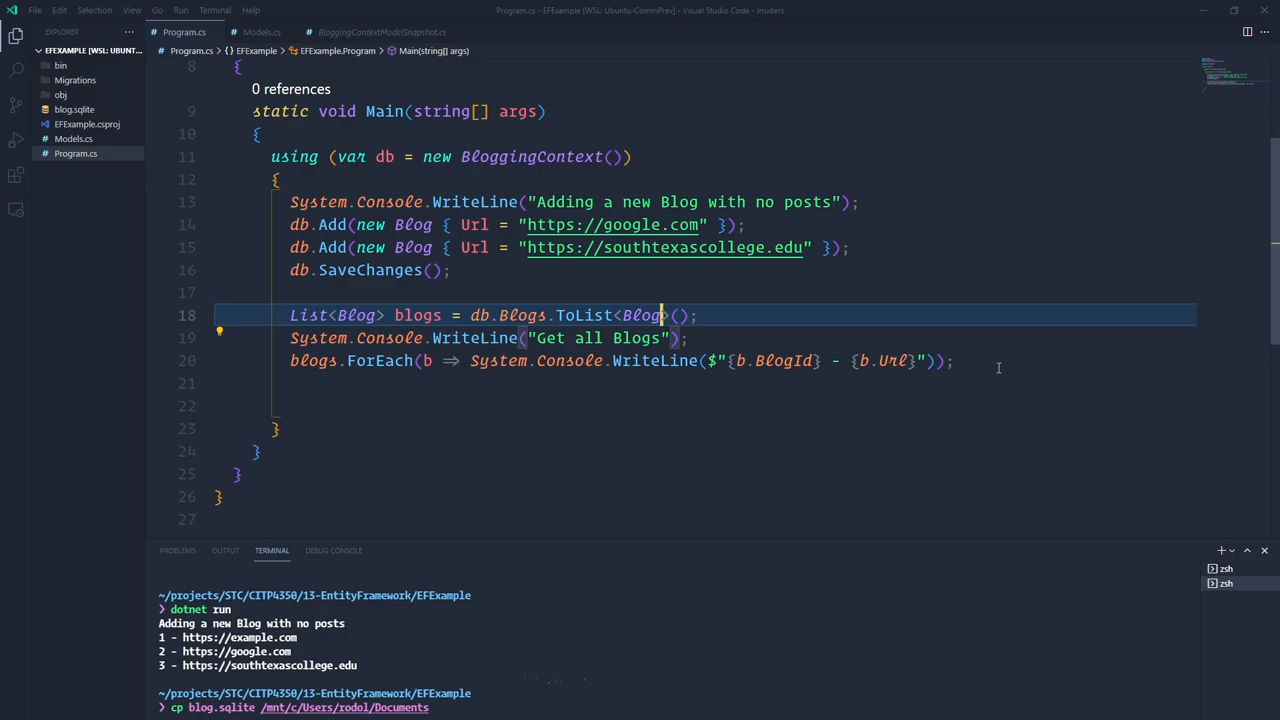 File Edit Selection View Go Run Terminal Help
Program.cs - EFExample [WSL: Ubuntu-CommPrev] - Visual Studio Code - Insiders
EXPLORER
Program.cs
Models.cs
BloggingContextModelSnapshot.cs
EFEXAMPLE [WSL: UBUNT...
Program.cs > {} EFExample > EFExample.Program > Main(string[] args)
bin
Migrations
obj
blog.sqlite
EFExample.csproj
Models.cs
Program.cs
8 {
0 references
9 static void Main(string[] args)
10 {
11 using (var db = new BloggingContext())
12 {
13 System.Console.WriteLine("Adding a new Blog with no posts");
14 db.Add(new Blog { Url = "https://google.com" });
15 db.Add(new Blog { Url = "https://southtexascollege.edu" });
16 db.SaveChanges();
17
18 List<Blog> blogs = db.Blogs.ToList<Blog>();
19 System.Console.WriteLine("Get all Blogs");
20 blogs.ForEach(b => System.Console.WriteLine($"{b.BlogId} - {b.Url}"));
21
22
23 }
24 }
25 }
26 }
27
PROBLEMS OUTPUT TERMINAL DEBUG CONSOLE
zsh
zsh
~/projects/STC/CITP4350/13-EntityFramework/EFExample
❯ dotnet run
Adding a new Blog with no posts
1 - https://example.com
2 - https://google.com
3 - https://southtexascollege.edu
~/projects/STC/CITP4350/13-EntityFramework/EFExample
❯ cp blog.sqlite /mnt/c/Users/rodol/Documents